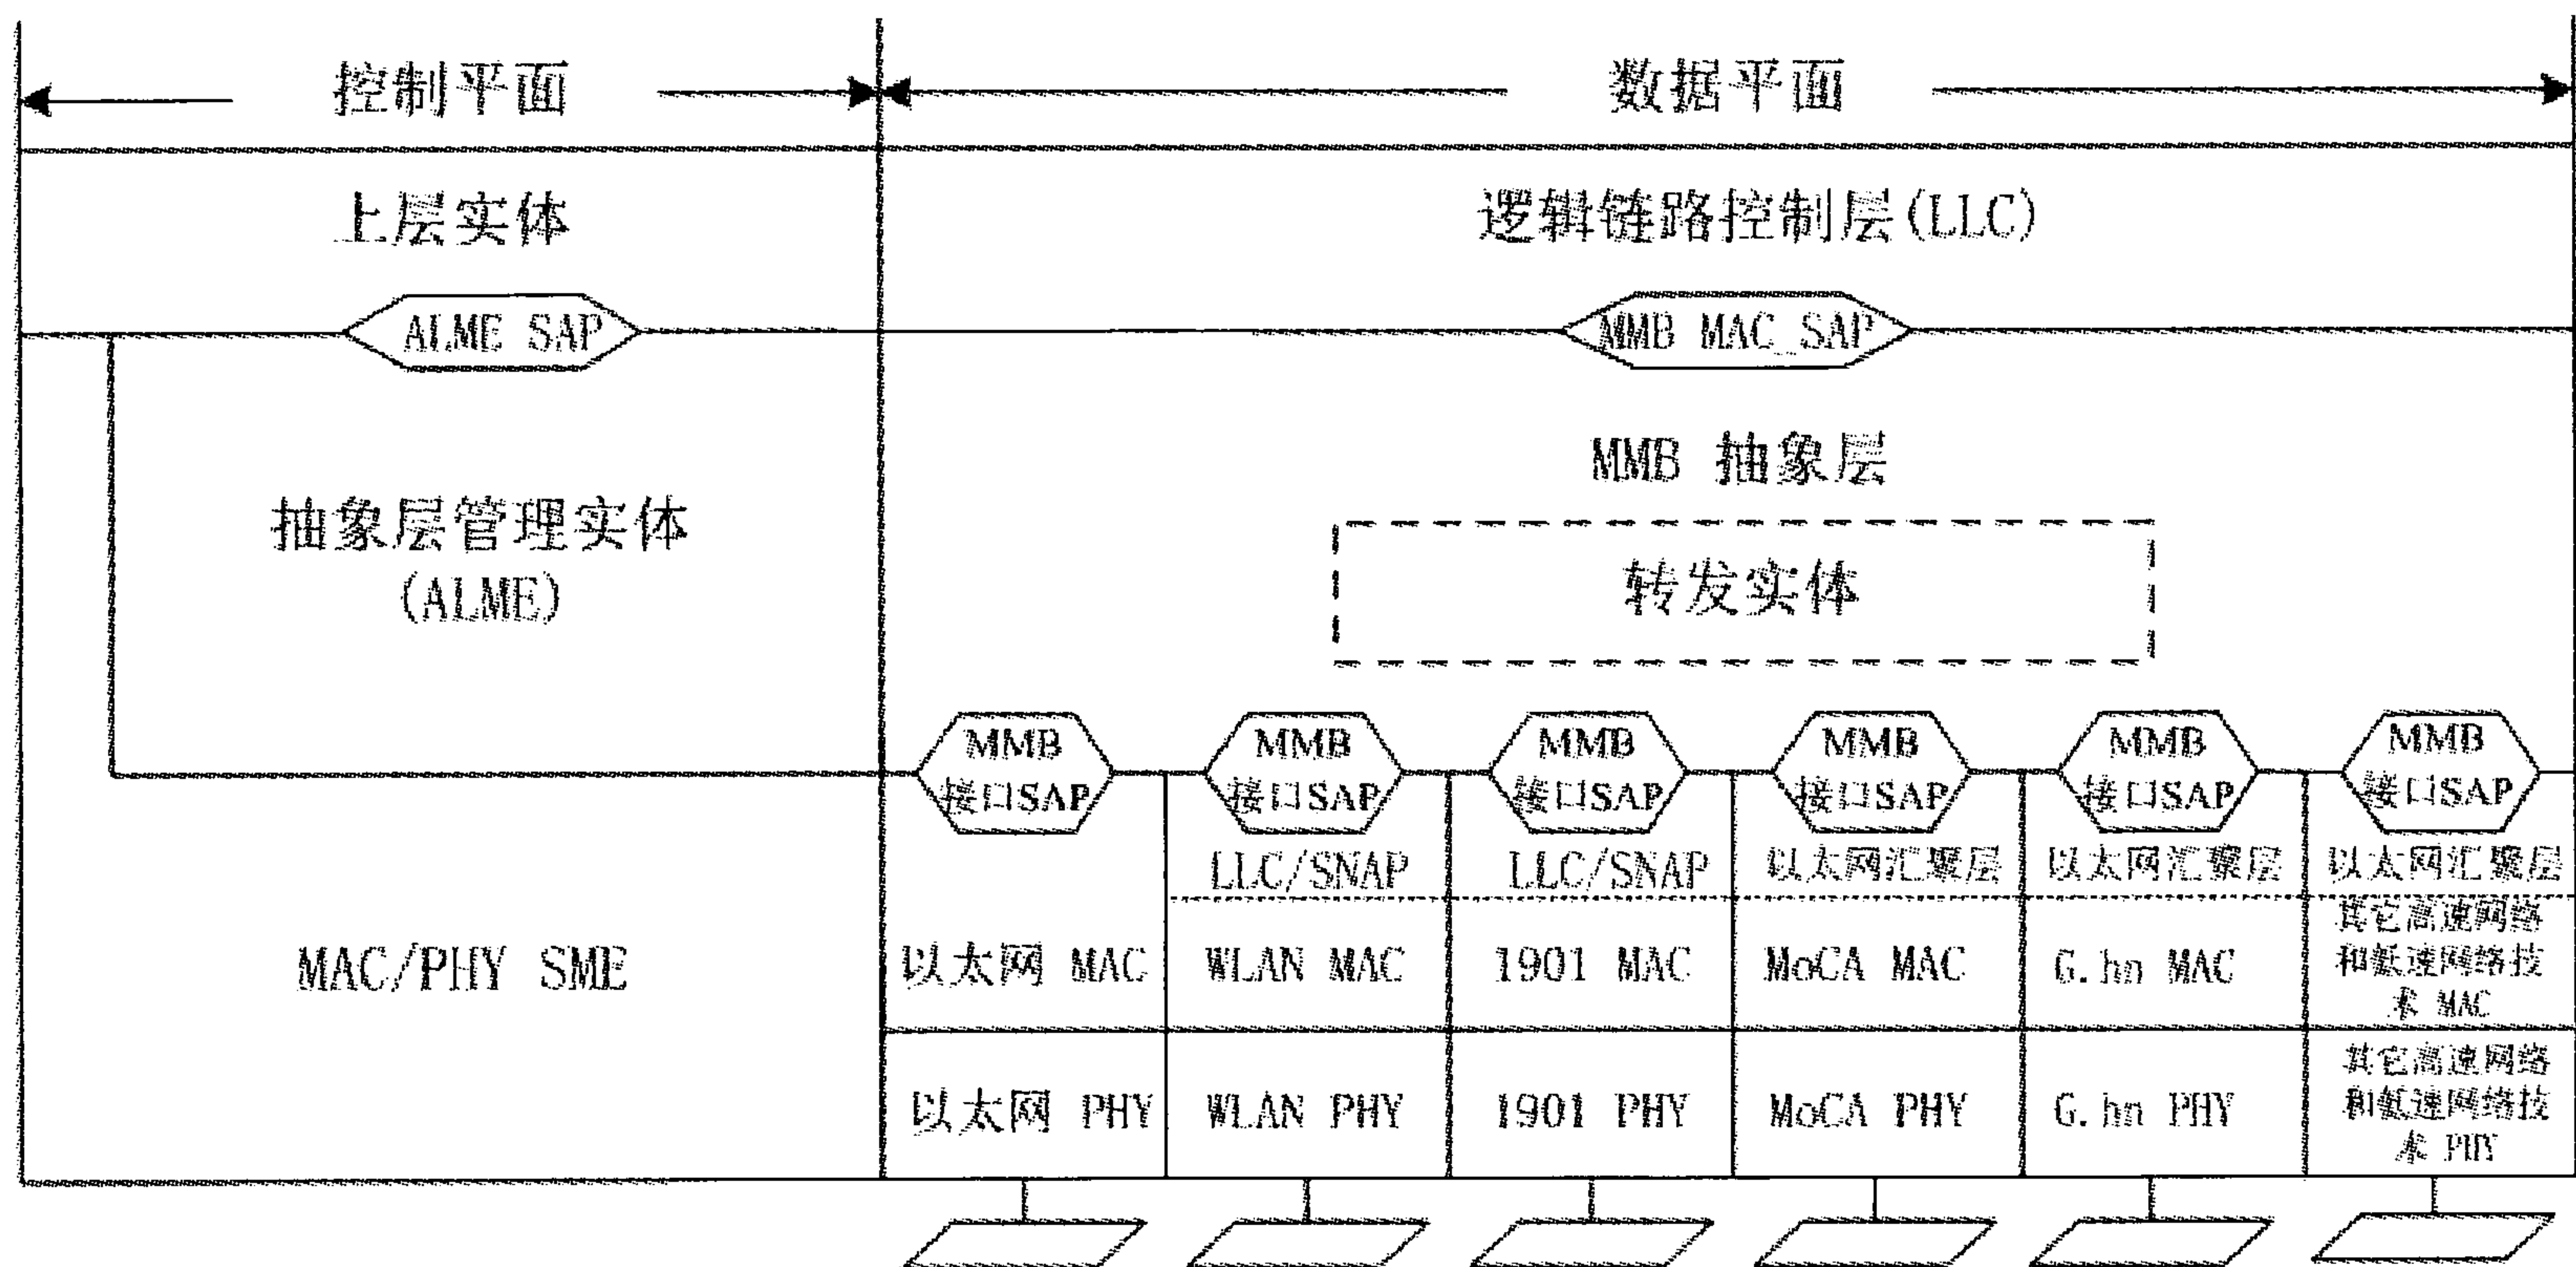 控制平面
数据平面
上层实体
逻辑链路控制层(LLC)
ALME SAP
MMB MAC_SAP
MMB 抽象层
抽象层管理实体
(ALME)
转发实体
MMB
接口SAP
MMB
接口SAP
MMB
接口SAP
MMB
接口SAP
MMB
接口SAP
MMB
接口SAP
LLC/SNAP
LLC/SNAP
以太网汇聚层
以太网汇聚层
以太网汇聚层
MAC/PHY SME
以太网 MAC
WLAN MAC
1901 MAC
MoCA MAC
G.hn MAC
其它高速网络
和低速网络技
术 MAC
以太网 PHY
WLAN PHY
1901 PHY
MoCA PHY
G.hn PHY
其它高速网络
和低速网络技
术 PHY